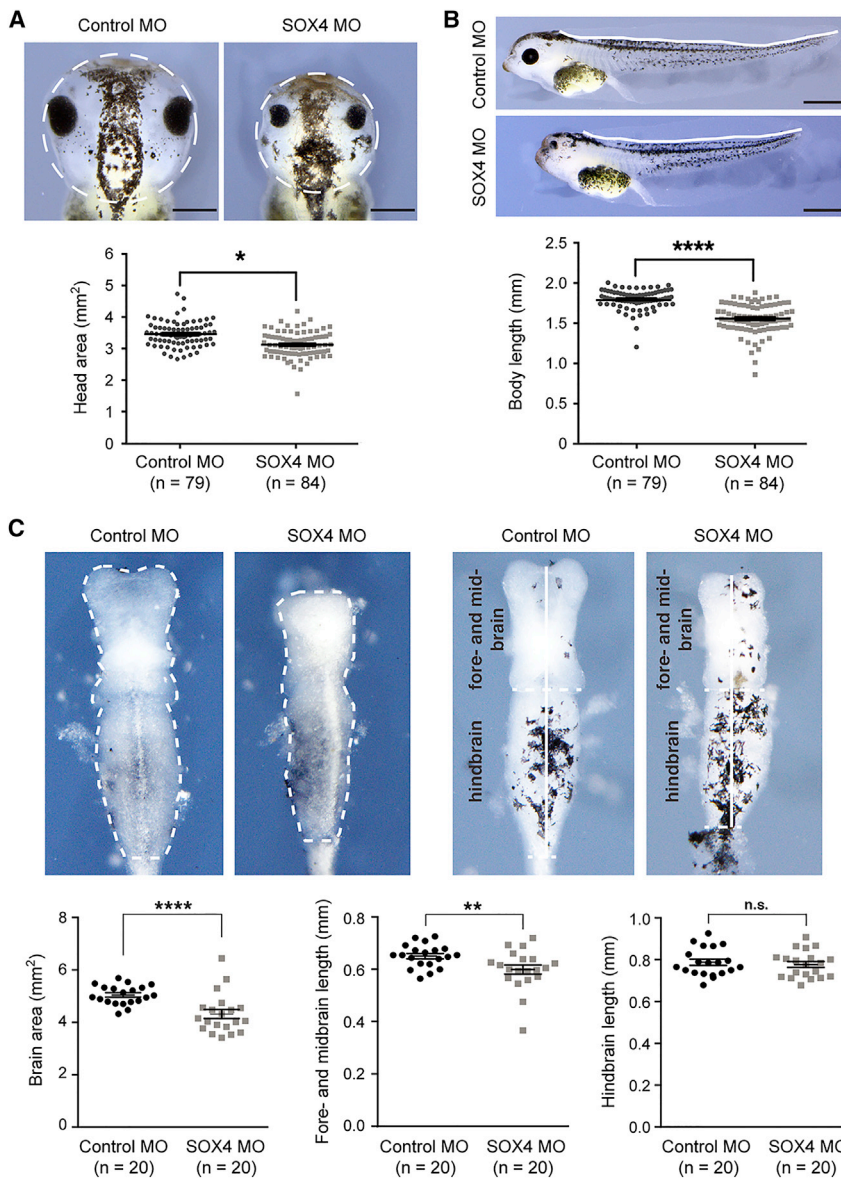 A
Control MO
SOX4 MO
Head area (mm²)
6
5
4
3
2
1
0
*
Control MO
(n = 79)
SOX4 MO
(n = 84)
B
Control MO
SOX4 MO
Body length (mm)
2.5
2.0
1.5
1.0
0.5
0
****
Control MO
(n = 79)
SOX4 MO
(n = 84)
C
Control MO
SOX4 MO
Control MO
SOX4 MO
fore- and mid-
brain
hindbrain
fore- and mid-
brain
hindbrain
Brain area (mm²)
8
6
4
2
0
****
Control MO
(n = 20)
SOX4 MO
(n = 20)
Fore- and midbrain length (mm)
0.8
0.6
0.4
0.2
0.0
**
Control MO
(n = 20)
SOX4 MO
(n = 20)
Hindbrain length (mm)
1.0
0.8
0.6
0.4
0.2
0.0
n.s.
Control MO
(n = 20)
SOX4 MO
(n = 20)